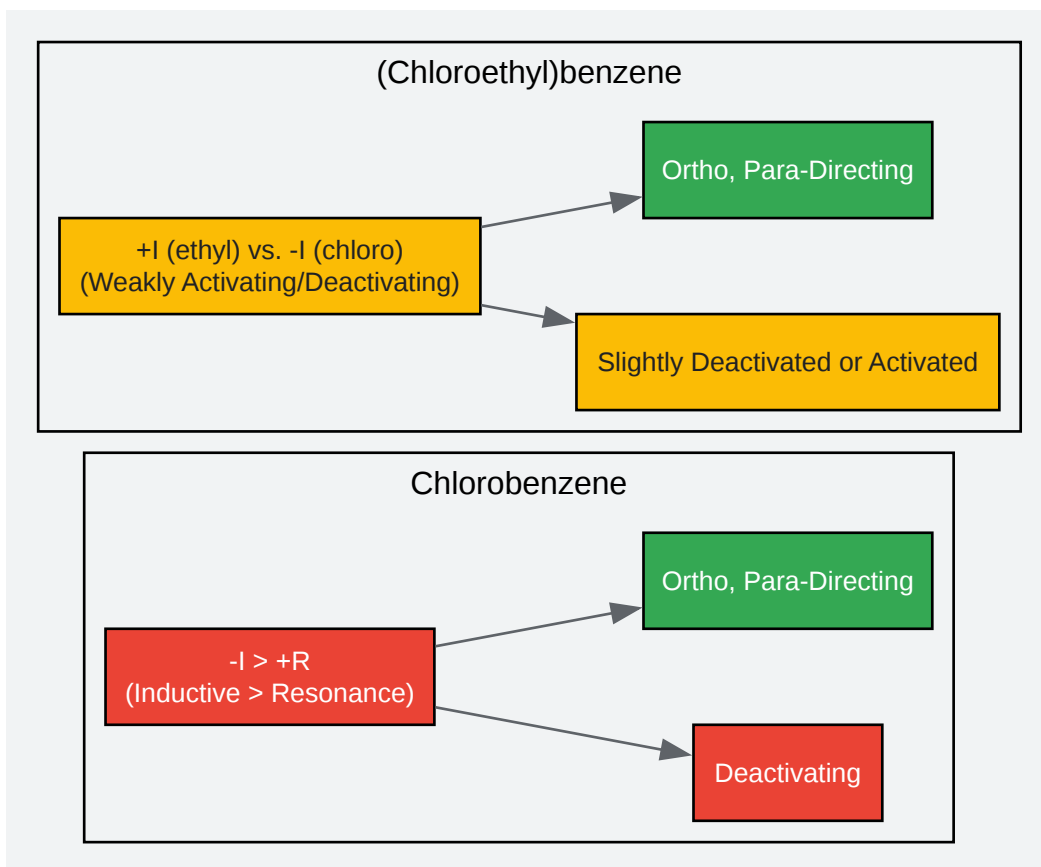 (Chloroethyl)benzene
Ortho, Para-Directing
+I (ethyl) vs. -I (chloro)
(Weakly Activating/Deactivating)
Slightly Deactivated or Activated
Chlorobenzene
Ortho, Para-Directing
-I > +R
(Inductive > Resonance)
Deactivating